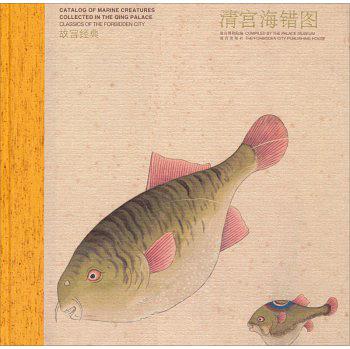 CATALOG OF MARINE CREATURES
COLLECTED IN THE QING PALACE
CLASSICS OF THE FORBIDDEN CITY
故宫经典
清宫海错图
故宫博物院编 COMPILED BY THE PALACE MUSEUM
故宫出版社 THE FORBIDDEN CITY PUBLISHING HOUSE